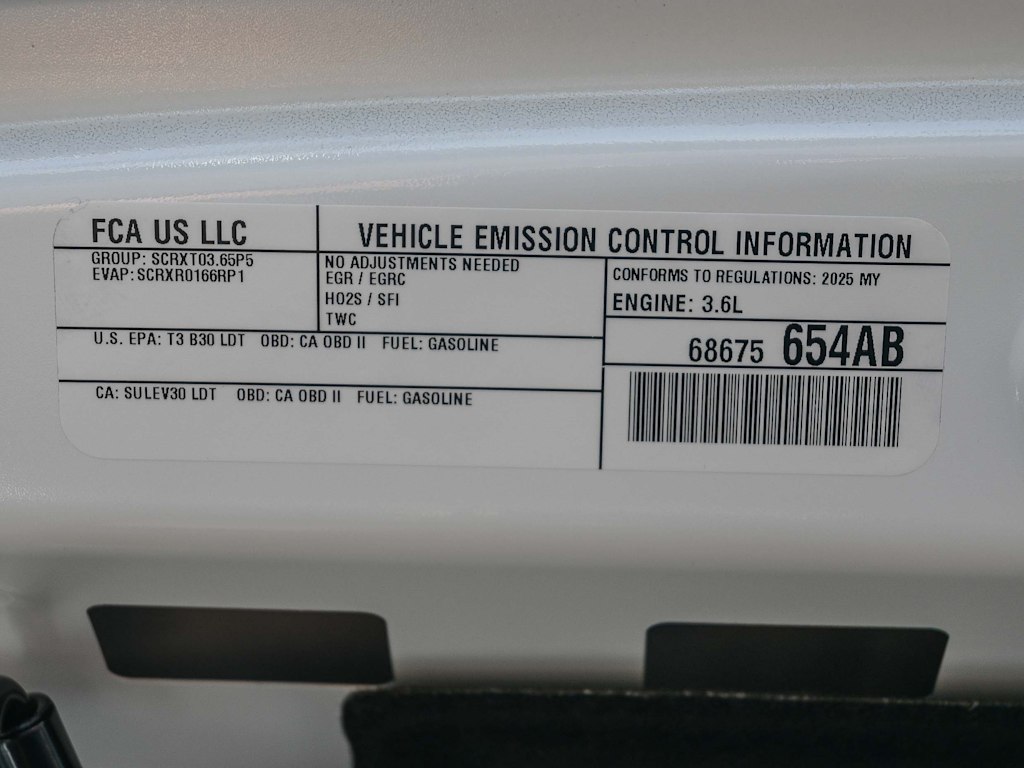 FCA US LLC
VEHICLE EMISSION CONTROL INFORMATION
GROUP: SCRXT03.65P5
EVAP: SCRXR0166RP1
NO ADJUSTMENTS NEEDED
EGR / EGRC
HO2S / SFI
TWC
CONFORMS TO REGULATIONS: 2025 MY
ENGINE: 3.6L
U.S. EPA: T3 B30 LDT OBD: CA OBD II FUEL: GASOLINE
68675 654AB
CA: SULEV30 LDT OBD: CA OBD II FUEL: GASOLINE